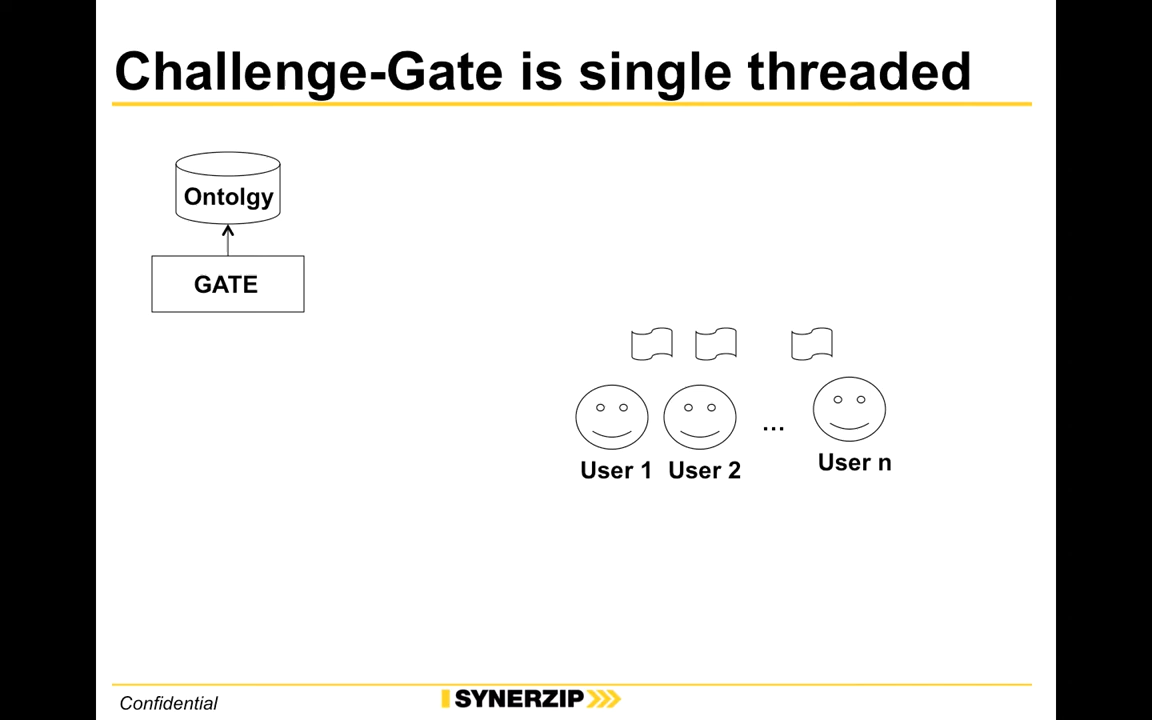 Challenge-Gate is single threaded
Ontolgy
GATE
User 1 User 2 ... User n
Confidential
SYNERZIP